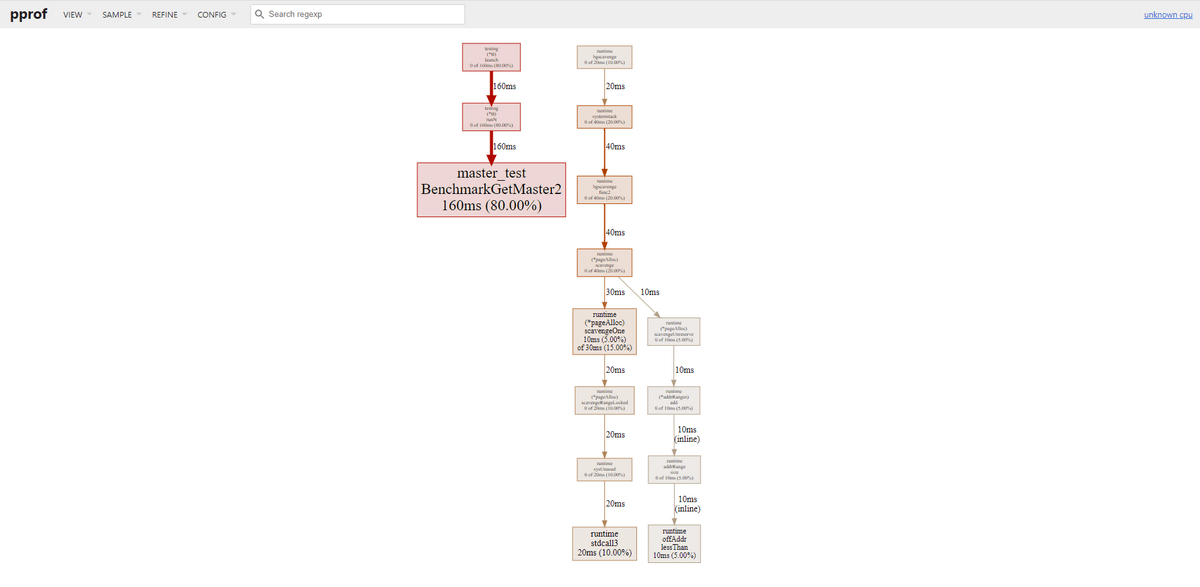 pprof
VIEW
SAMPLE
REFINE
CONFIG
Search regexp
unknown cpu
testing
(*B)
launch
0 of 160ms (80.00%)
160ms
testing
(*B)
runN
0 of 160ms (80.00%)
160ms
master_test
BenchmarkGetMaster2
160ms (80.00%)
runtime
bgscavenge
0 of 20ms (10.00%)
20ms
runtime
systemstack
0 of 40ms (20.00%)
40ms
runtime
bgscavenge
func2
0 of 40ms (20.00%)
40ms
runtime
(*pageAlloc)
scavenge
0 of 40ms (20.00%)
30ms
10ms
runtime
(*pageAlloc)
scavengeOne
10ms (5.00%)
of 30ms (15.00%)
runtime
(*pageAlloc)
scavengeUnreserve
0 of 10ms (5.00%)
20ms
10ms
runtime
(*pageAlloc)
scavengeRangeLocked
0 of 20ms (10.00%)
runtime
(*addrRanges)
add
0 of 10ms (5.00%)
20ms
10ms
(inline)
runtime
sysUnused
0 of 20ms (10.00%)
runtime
addrRange
size
0 of 10ms (5.00%)
20ms
10ms
(inline)
runtime
stdcall3
20ms (10.00%)
runtime
offAddr
lessThan
10ms (5.00%)